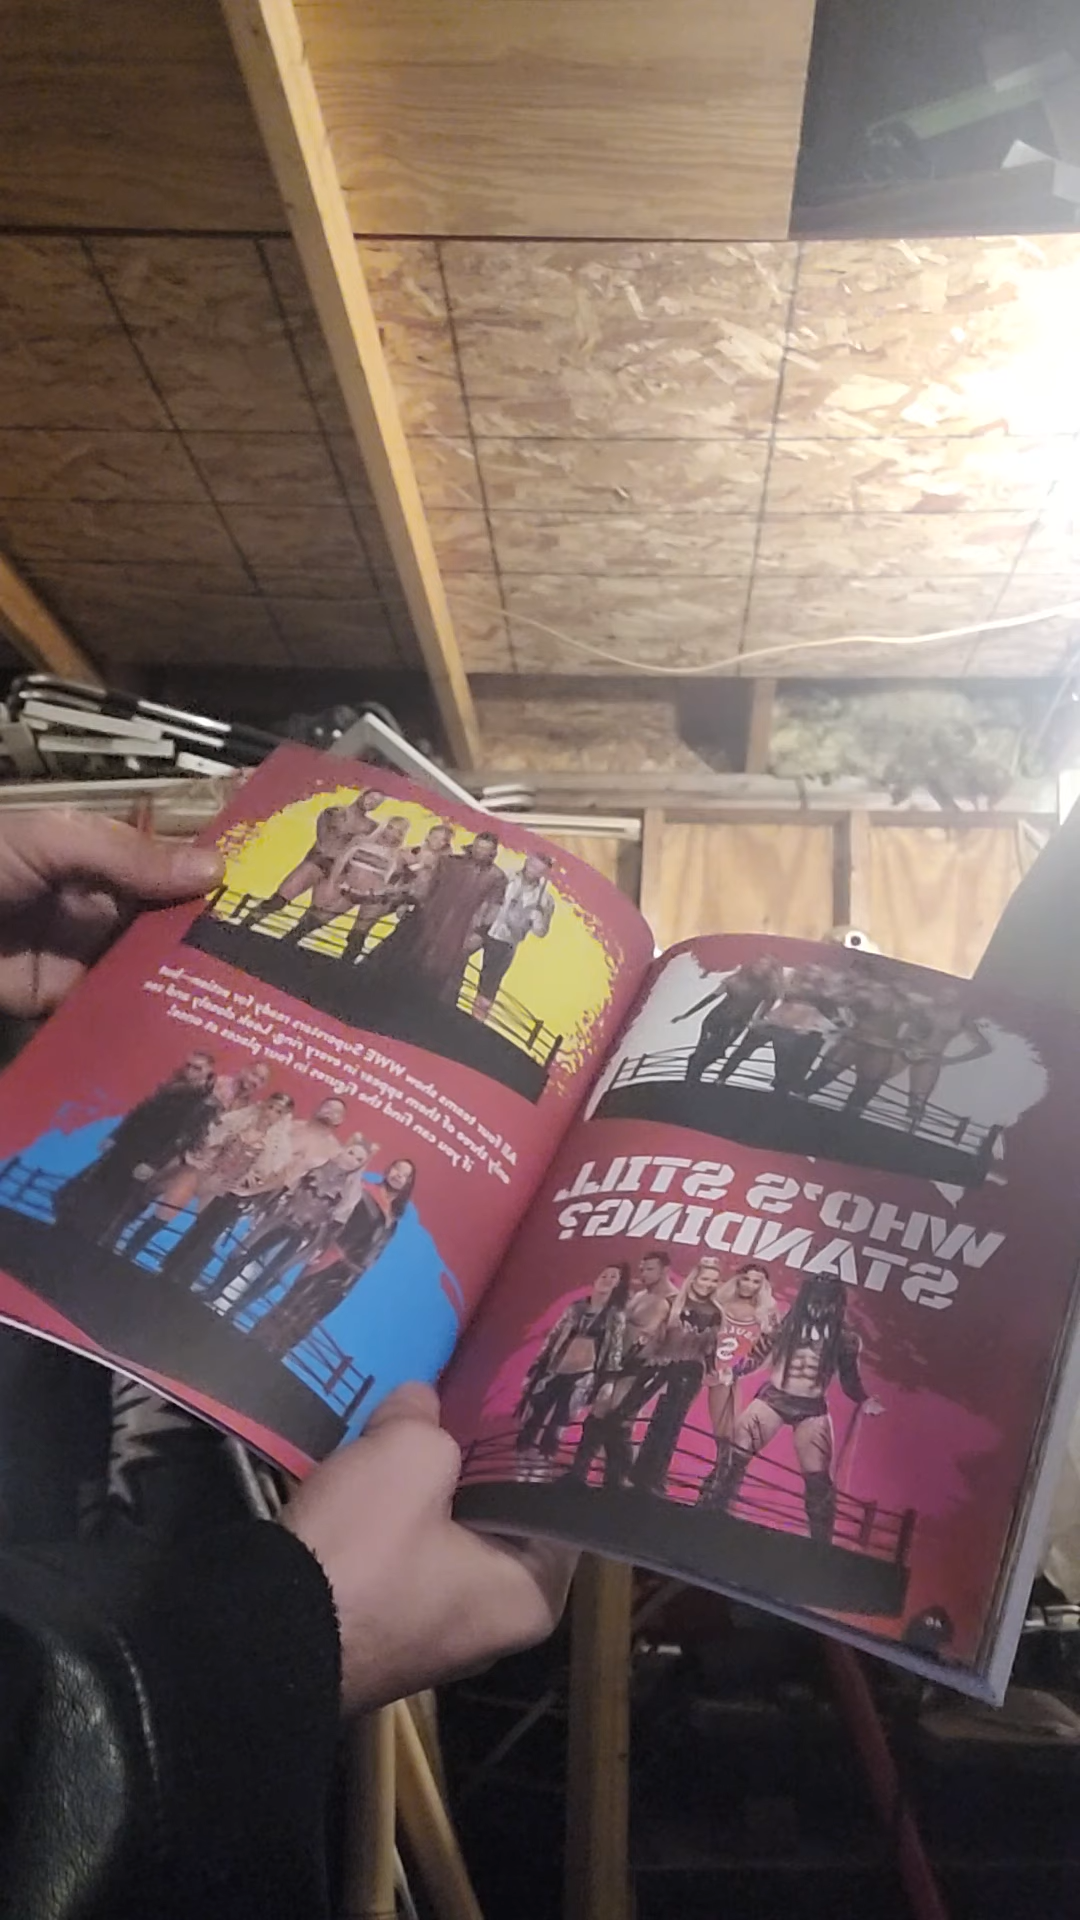 WHO'S STILL
STANDING?
All four teams show WWE Superstars ready for action—but
only three of them appear in every ring. Look closely and see
if you can find the figures in four places at once!